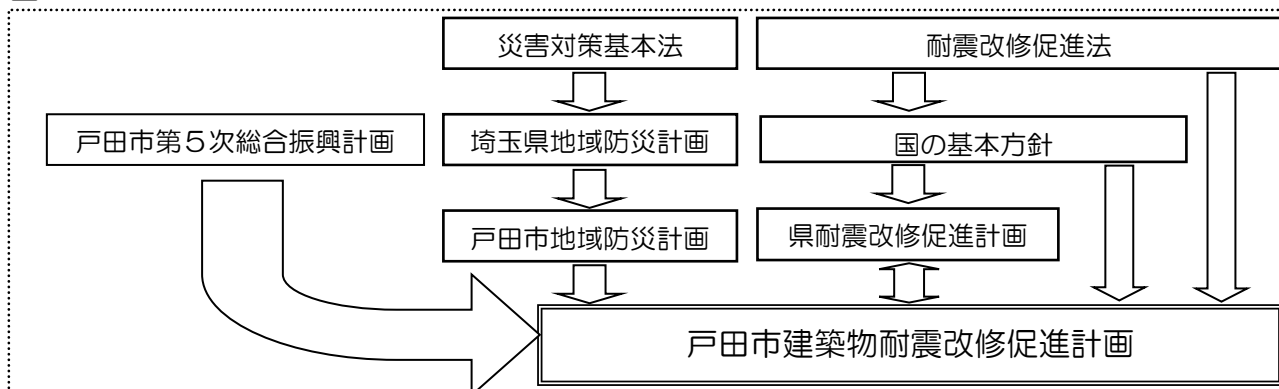 災害対策基本法
耐震改修促進法
戸田市第５次総合振興計画
埼玉県地域防災計画
国の基本方針
戸田市地域防災計画
県耐震改修促進計画
戸田市建築物耐震改修促進計画